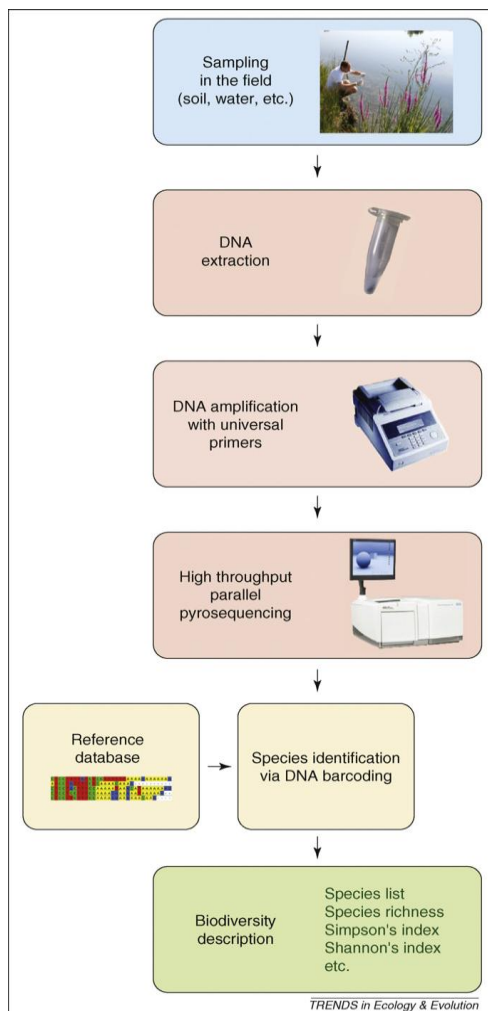 Sampling
in the field
(soil, water, etc.)
DNA
extraction
DNA amplification
with universal
primers
High throughput
parallel
pyrosequencing
Reference
database
Species identification
via DNA barcoding
Biodiversity
description
Species list
Species richness
Simpson's index
Shannon's index
etc.
TRENDS in Ecology & Evolution